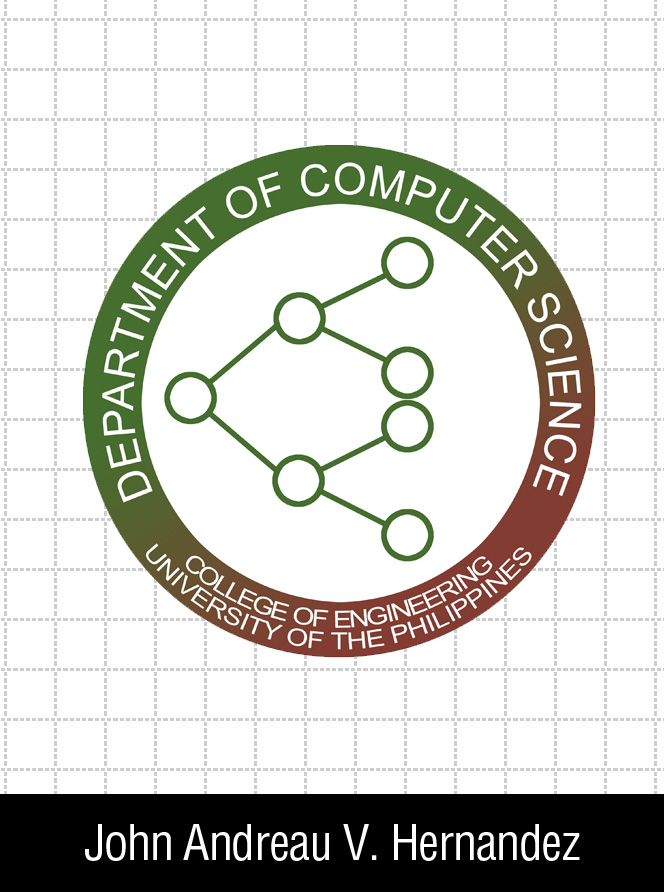 DEPARTMENT OF COMPUTER SCIENCE
COLLEGE OF ENGINEERING
UNIVERSITY OF THE PHILIPPINES
John Andreau V. Hernandez